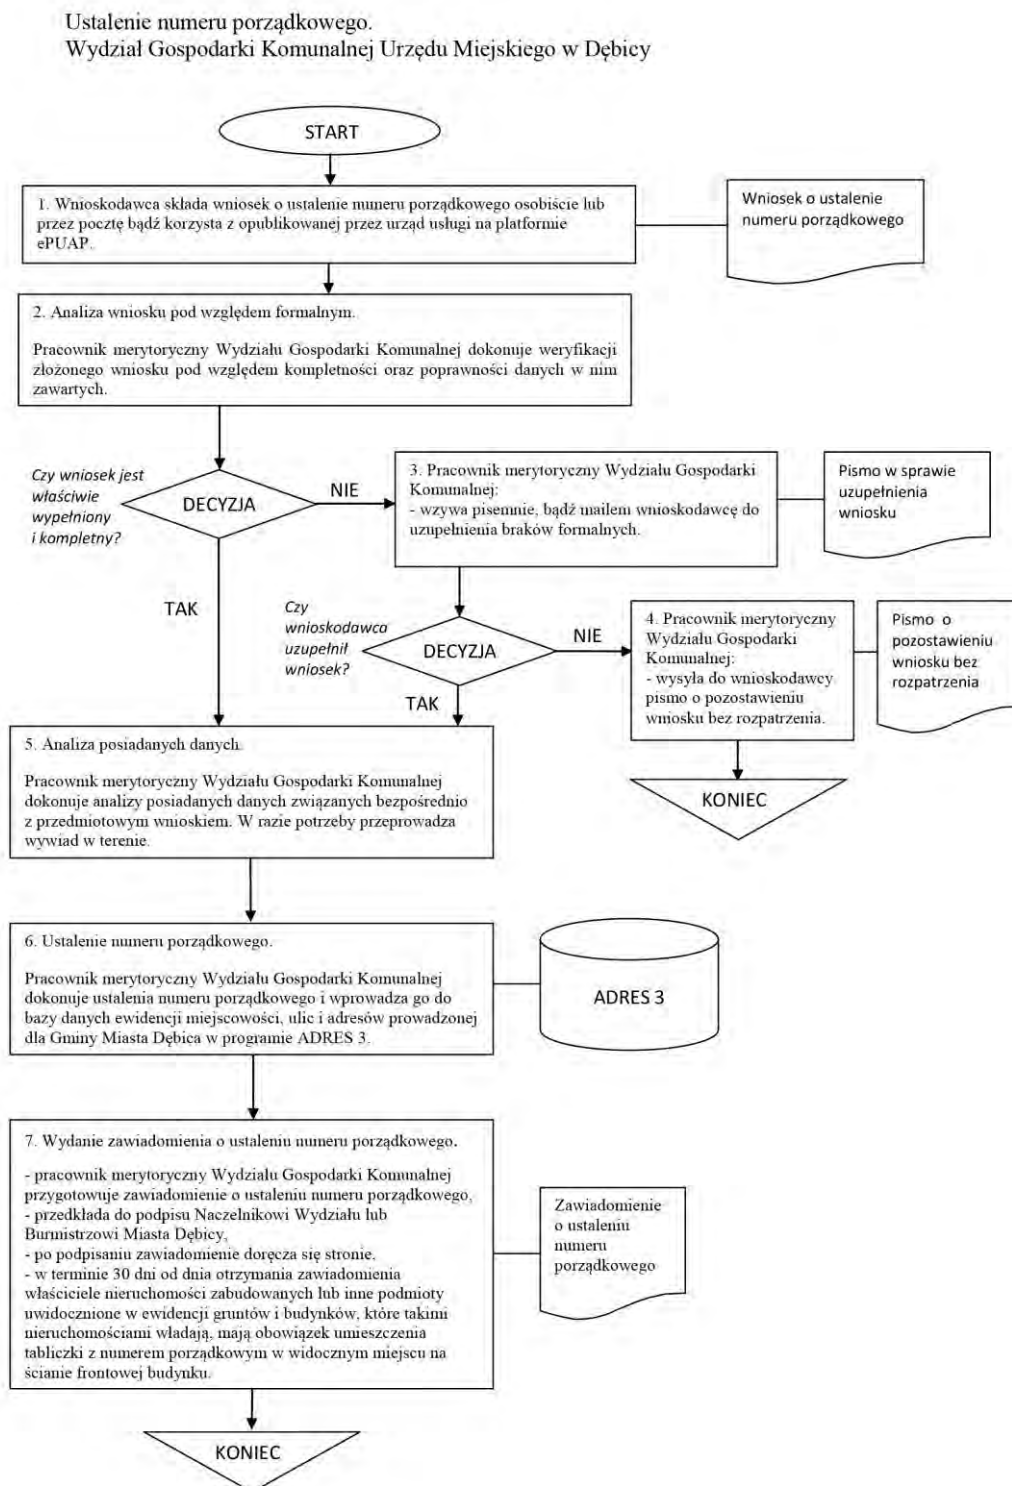 Ustalenie numeru porządkowego.
Wydział Gospodarki Komunalnej Urzędu Miejskiego w Dębicy
START
1. Wnioskodawca składa wniosek o ustalenie numeru porządkowego osobiście lub
przez pocztę bądź korzysta z opublikowanej przez urząd usługi na platformie
ePUAP.
Wniosek o ustalenie
numeru porządkowego
2. Analiza wniosku pod względem formalnym.
Pracownik merytoryczny Wydziału Gospodarki Komunalnej dokonuje weryfikacji
złożonego wniosku pod względem kompletności oraz poprawności danych w nim
zawartych.
Czy wniosek jest
właściwie
wypełniony
i kompletny?
DECYZJA
NIE
3. Pracownik merytoryczny Wydziału Gospodarki
Komunalnej:
- wzywa pisemnie, bądź mailem wnioskodawcę do
uzupełnienia braków formalnych.
Pismo w sprawie
uzupełnienia
wniosku
TAK
Czy
wnioskodawca
uzupełnił
wniosek?
DECYZJA
NIE
4. Pracownik merytoryczny
Wydziału Gospodarki
Komunalnej:
- wysyła do wnioskodawcy
pismo o pozostawieniu
wniosku bez rozpatrzenia.
Pismo o
pozostawieniu
wniosku bez
rozpatrzenia
TAK
KONIEC
5. Analiza posiadanych danych.
Pracownik merytoryczny Wydziału Gospodarki Komunalnej
dokonuje analizy posiadanych danych związanych bezpośrednio
z przedmiotowym wnioskiem. W razie potrzeby przeprowadza
wywiad w terenie.
6. Ustalenie numeru porządkowego.
Pracownik merytoryczny Wydziału Gospodarki Komunalnej
dokonuje ustalenia numeru porządkowego i wprowadza go do
bazy danych ewidencji miejscowości, ulic i adresów prowadzonej
dla Gminy Miasta Dębica w programie ADRES 3.
ADRES 3
7. Wydanie zawiadomienia o ustaleniu numeru porządkowego.
- pracownik merytoryczny Wydziału Gospodarki Komunalnej
przygotowuje zawiadomienie o ustaleniu numeru porządkowego,
- przedkłada do podpisu Naczelnikowi Wydziału lub
Burmistrzowi Miasta Dębicy,
- po podpisaniu zawiadomienie doręcza się stronie.
- w terminie 30 dni od dnia otrzymania zawiadomienia
właściciele nieruchomości zabudowanych lub inne podmioty
uwidocznione w ewidencji gruntów i budynków, które takimi
nieruchomościami władają, mają obowiązek umieszczenia
tabliczki z numerem porządkowym w widocznym miejscu na
ścianie frontowej budynku.
Zawiadomienie
o ustaleniu
numeru
porządkowego
KONIEC